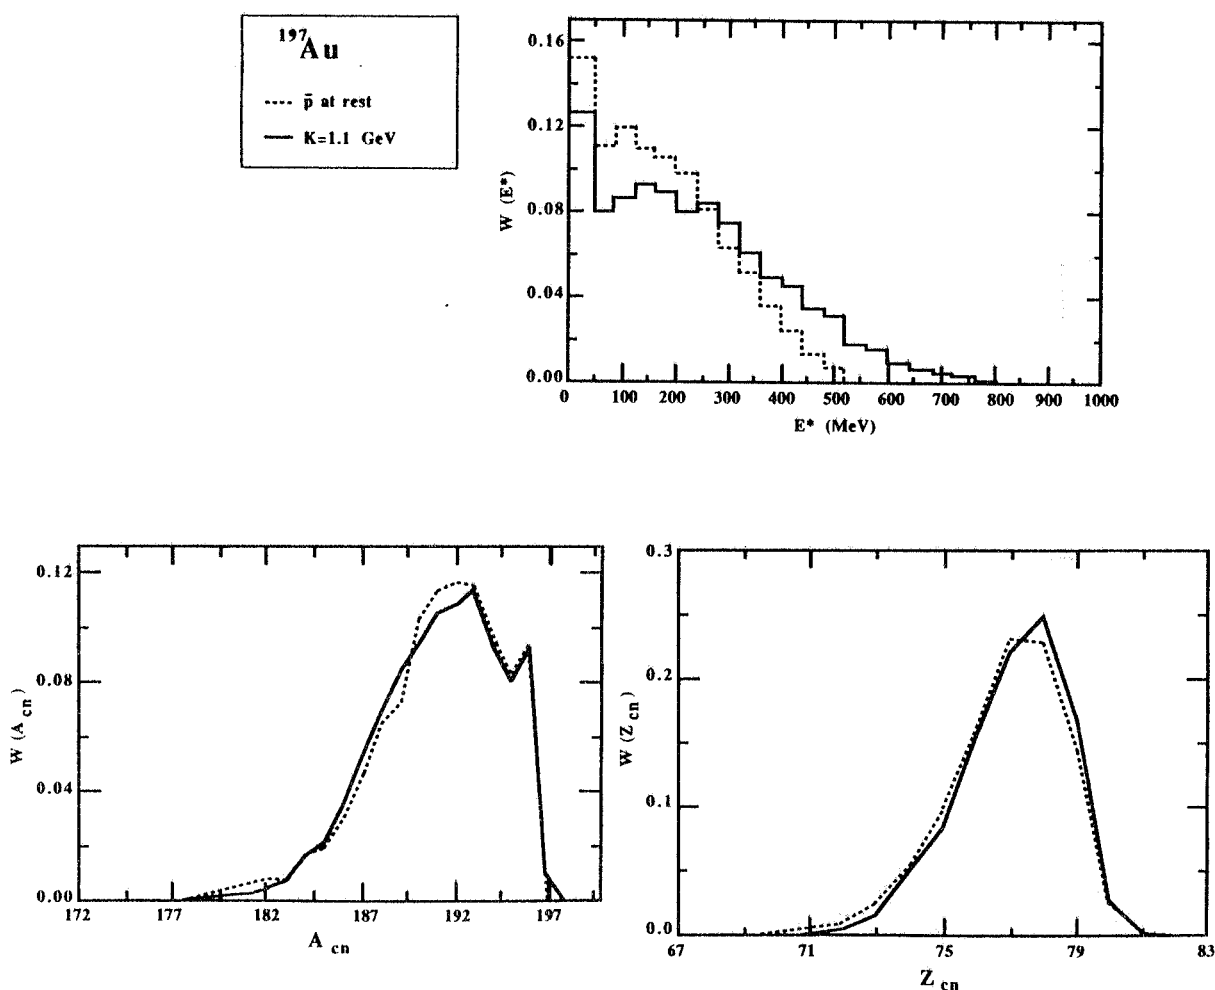 197Au
p̄ at rest
K=1.1 GeV
W (E*)
0.16
0.12
0.08
0.04
0.00
0 100 200 300 400 500 600 700 800 900 1000
E* (MeV)
W (A cn)
0.12
0.08
0.04
0.00
172 177 182 187 192 197
A cn
W (Z cn)
0.3
0.2
0.1
0.0
67 71 75 79 83
Z cn